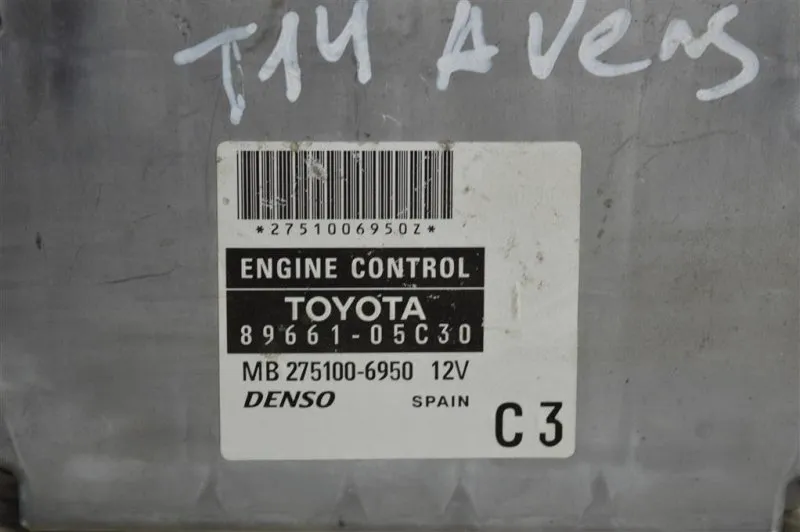 T14 Avens
*2751006950Z*
ENGINE CONTROL
TOYOTA
89661-05C30
MB 275100-6950 12V
DENSO SPAIN
C3